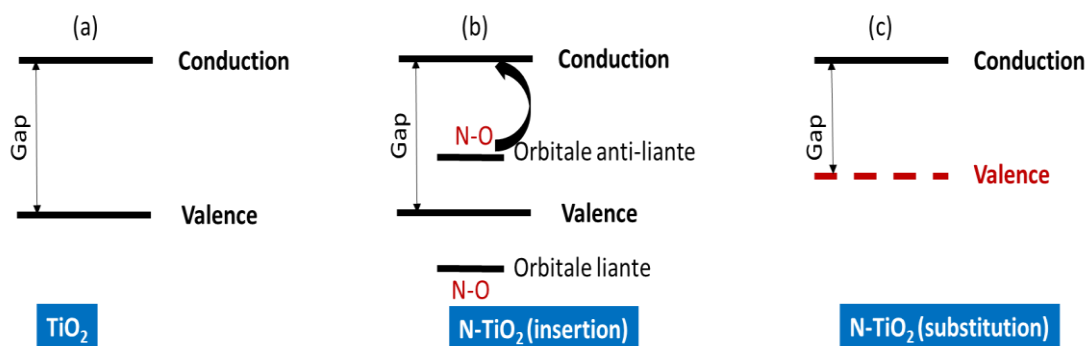 (a)
Conduction
Gap
Valence
TiO₂
(b)
Conduction
Gap
N-O
Orbitale anti-liante
Valence
Orbitale liante
N-O
N-TiO₂ (insertion)
(c)
Conduction
Gap
Valence
N-TiO₂ (substitution)